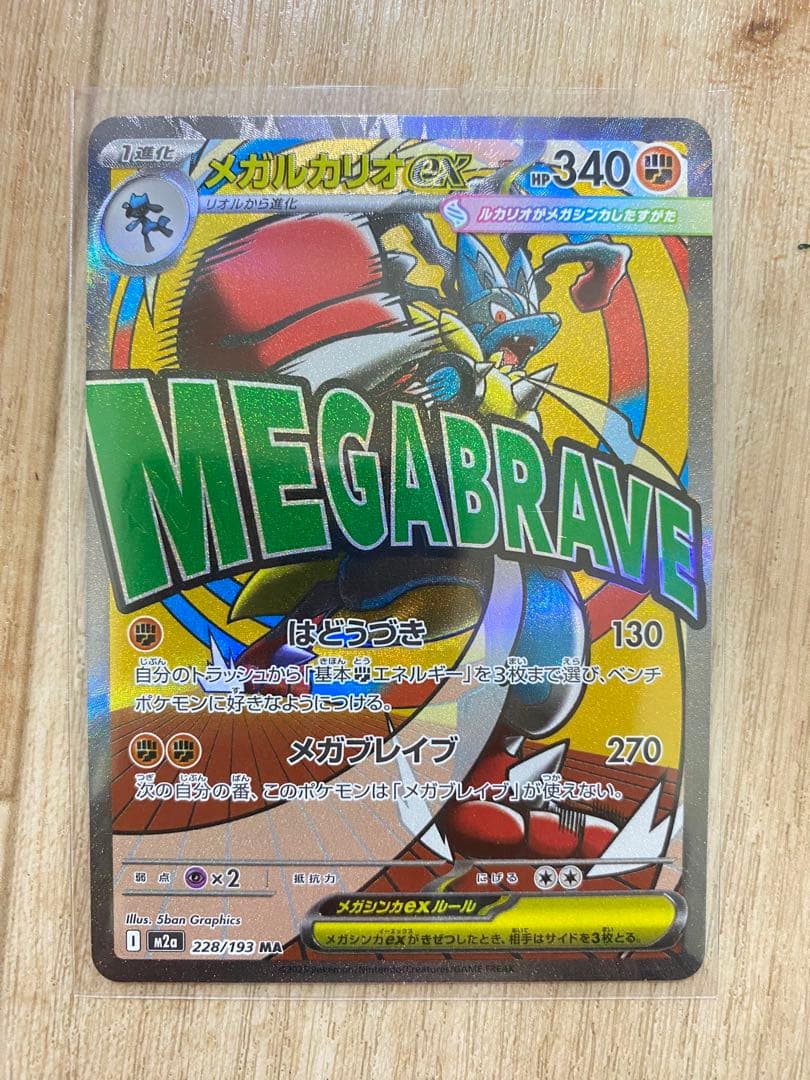 1進化
メガルカリオex
HP340
リオルから進化
ルカリオがメガシンカしたすがた
MEGABRAVE
はどうづき 130
自分のトラッシュから「基本エネルギー」を3枚まで選び、ベンチ
ポケモンに好きなようにつける。
メガブレイブ 270
次の自分の番、このポケモンは「メガブレイブ」が使えない。
弱点 ×2 抵抗力 にげる
メガシンカexルール
メガシンカexがきぜつしたとき、相手はサイドを3枚とる。
Illus. 5ban Graphics
I m2a 228/193 MA
©2025 Pokémon/Nintendo/Creatures/GAME FREAK